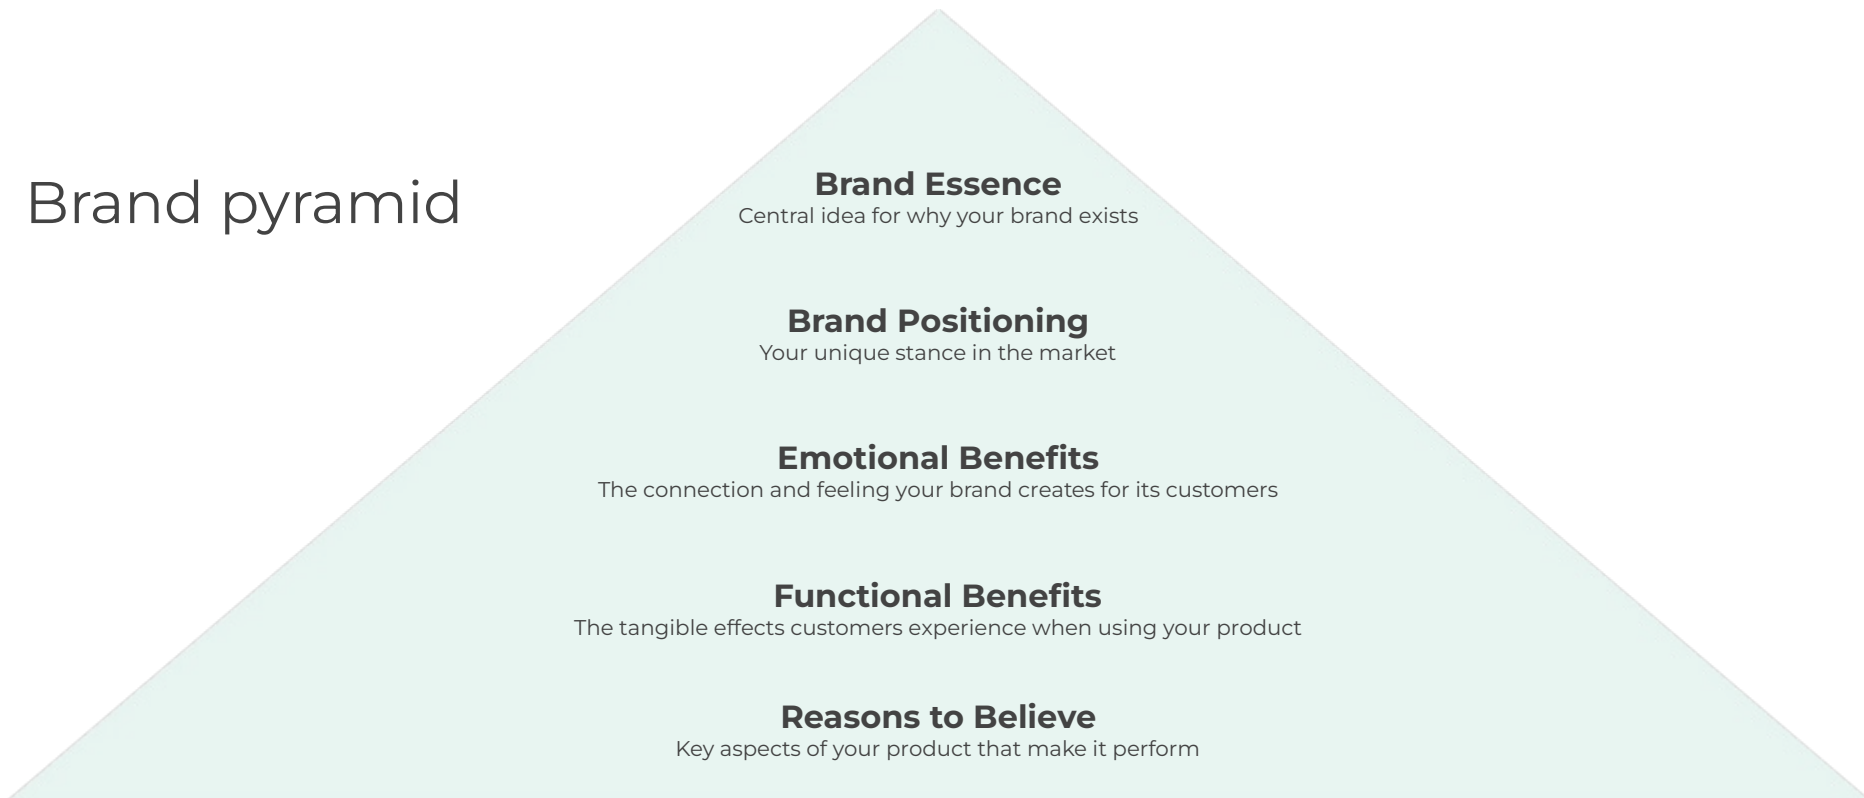 Brand pyramid
Brand Essence
Central idea for why your brand exists
Brand Positioning
Your unique stance in the market
Emotional Benefits
The connection and feeling your brand creates for its customers
Functional Benefits
The tangible effects customers experience when using your product
Reasons to Believe
Key aspects of your product that make it perform